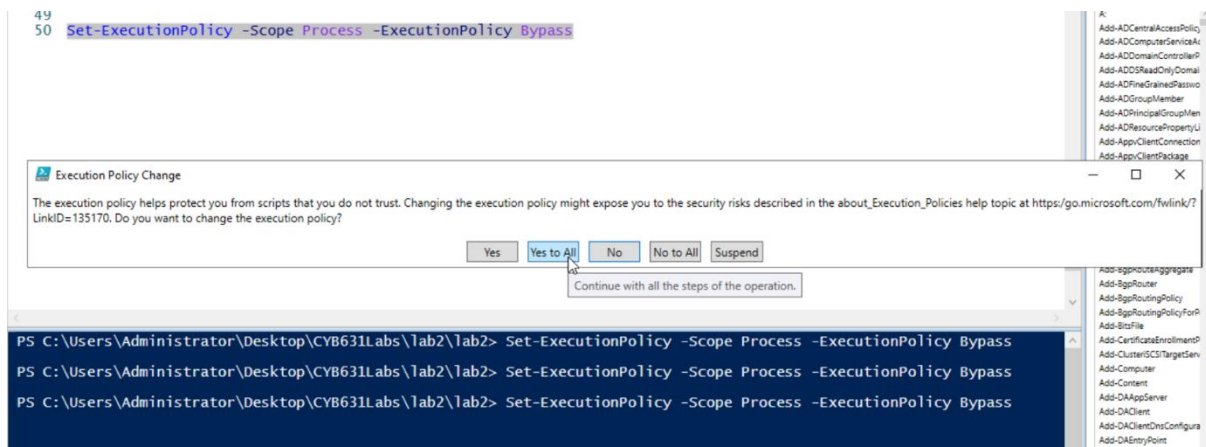 49
50 Set-ExecutionPolicy -Scope Process -ExecutionPolicy Bypass
Execution Policy Change
The execution policy helps protect you from scripts that you do not trust. Changing the execution policy might expose you to the security risks described in the about_Execution_Policies help topic at https:/go.microsoft.com/fwlink/?
LinkID=135170. Do you want to change the execution policy?
Yes Yes to All No No to All Suspend
Continue with all the steps of the operation.
PS C:\Users\Administrator\Desktop\CYB631Labs\lab2\lab2> Set-ExecutionPolicy -Scope Process -ExecutionPolicy Bypass
PS C:\Users\Administrator\Desktop\CYB631Labs\lab2\lab2> Set-ExecutionPolicy -Scope Process -ExecutionPolicy Bypass
PS C:\Users\Administrator\Desktop\CYB631Labs\lab2\lab2> Set-ExecutionPolicy -Scope Process -ExecutionPolicy Bypass
A:
Add-ADCentralAccessPolicy
Add-ADComputerServiceAc
Add-ADDomainControllerP
Add-ADDSReadOnlyDomai
Add-ADFineGrainedPasswo
Add-ADGroupMember
Add-ADPrincipalGroupMem
Add-ADResourcePropertyLi
Add-AppvClientConnection
Add-AppvClientPackage
Add-BgpRouteAggregate
Add-BgpRouter
Add-BgpRoutingPolicy
Add-BgpRoutingPolicyForP
Add-BitsFile
Add-CertificateEnrollmentP
Add-ClusteriSCSITargetServ
Add-Computer
Add-Content
Add-DAAppServer
Add-DAClient
Add-DAClientDnsConfigura
Add-DAEntryPoint